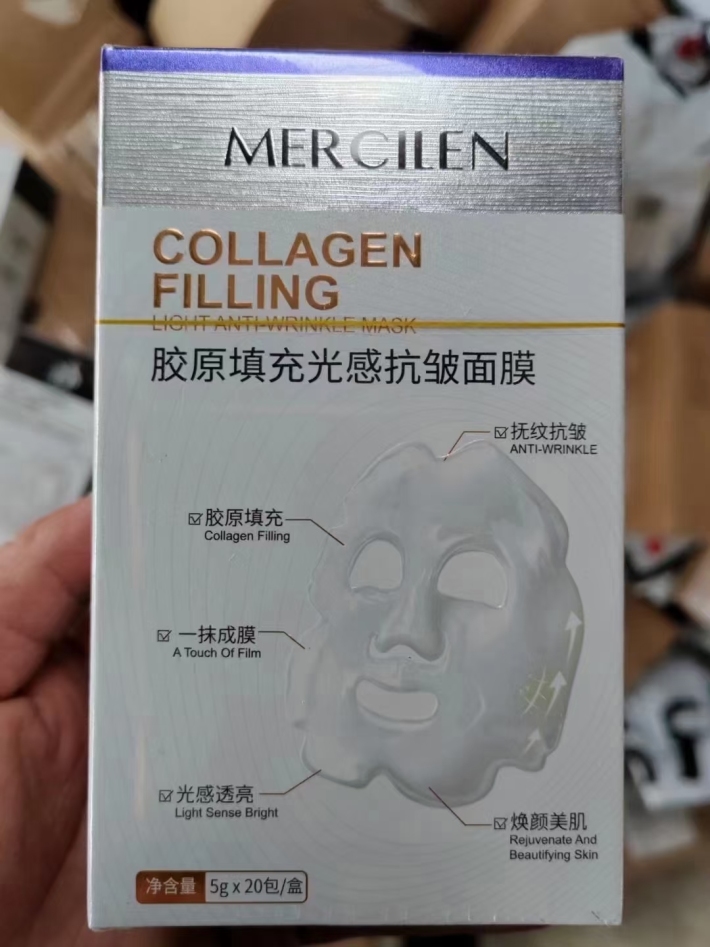 MERCILEN
COLLAGEN
FILLING
LIGHT ANTI-WRINKLE MASK
胶原填充光感抗皱面膜
抚纹抗皱
ANTI-WRINKLE
胶原填充
Collagen Filling
一抹成膜
A Touch Of Film
光感透亮
Light Sense Bright
焕颜美肌
Rejuvenate And
Beautifying Skin
净含量 5g x 20包/盒